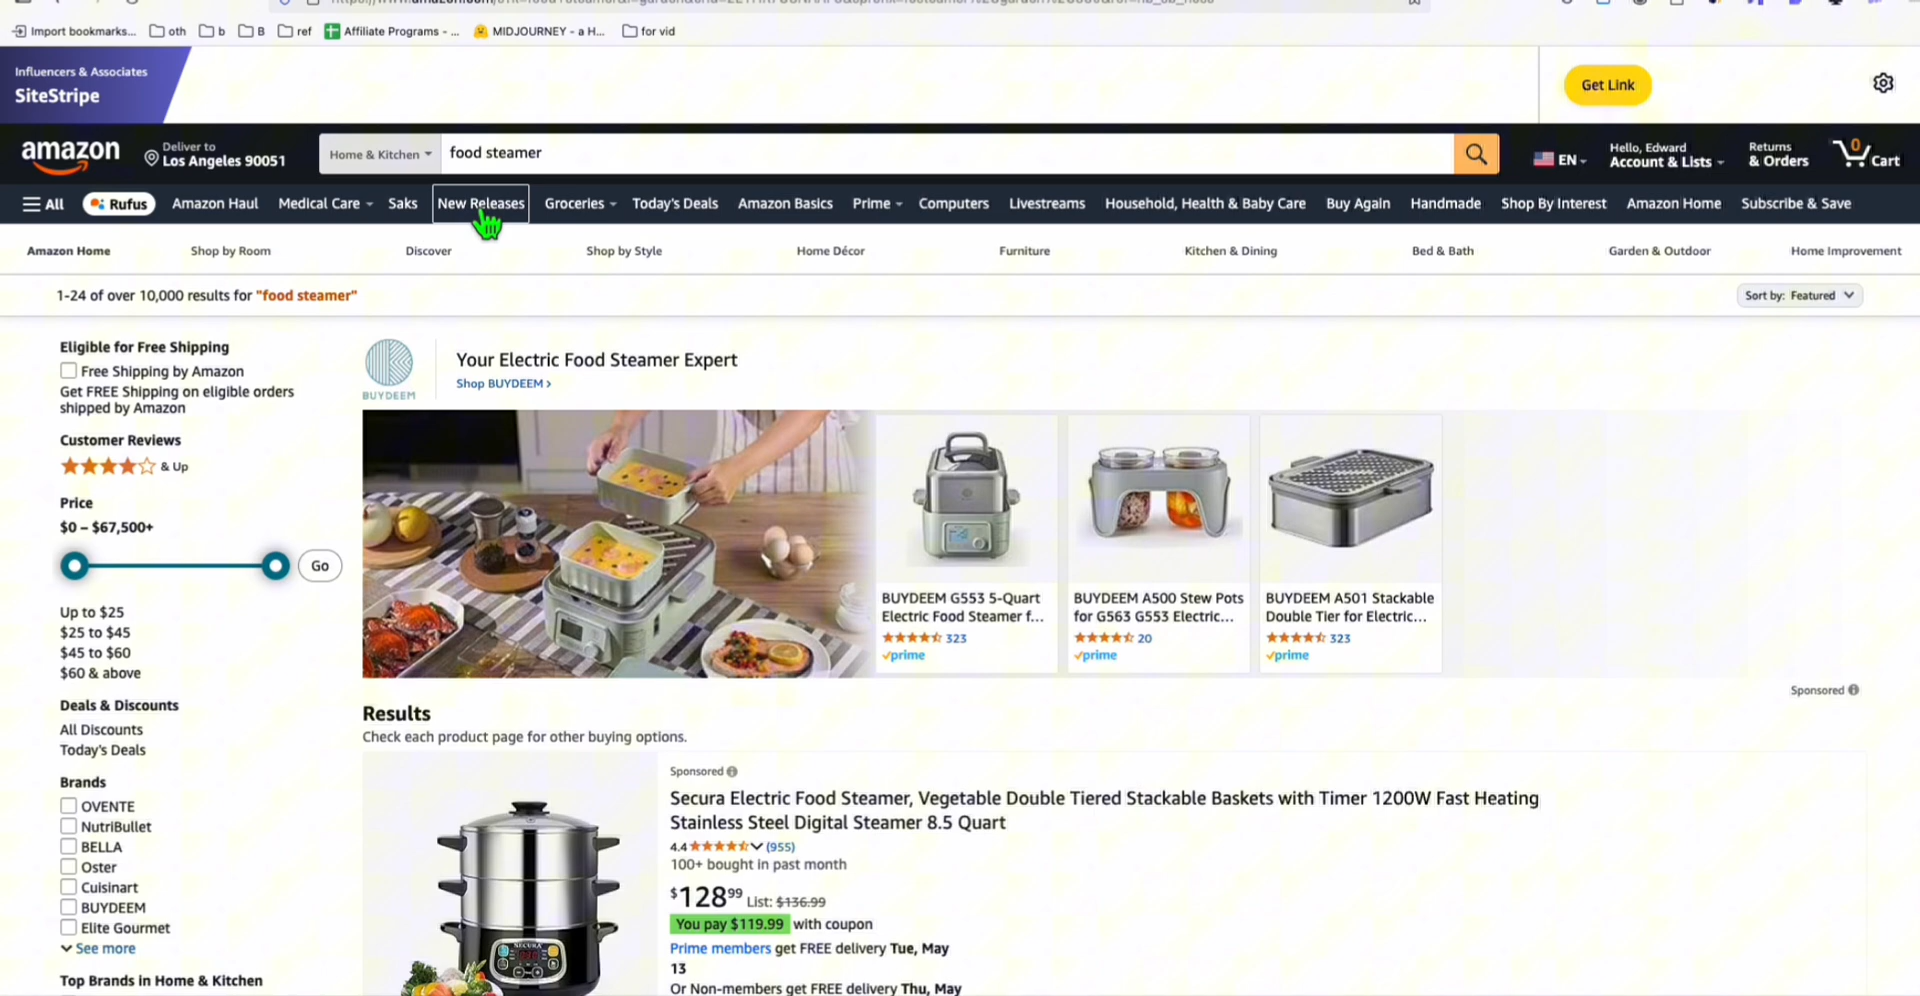 Import bookmarks...
oth
b
B
ref
Affiliate Programs - ...
MIDJOURNEY - a H...
for vid
Influencers & Associates
SiteStripe
Get Link
amazon
Deliver to
Los Angeles 90051
Home & Kitchen
food steamer
EN
Hello, Edward
Account & Lists
Returns
& Orders
0
Cart
All
Rufus
Amazon Haul
Medical Care
Saks
New Releases
Groceries
Today's Deals
Amazon Basics
Prime
Computers
Livestreams
Household, Health & Baby Care
Buy Again
Handmade
Shop By Interest
Amazon Home
Subscribe & Save
Amazon Home
Shop by Room
Discover
Shop by Style
Home Décor
Furniture
Kitchen & Dining
Bed & Bath
Garden & Outdoor
Home Improvement
1-24 of over 10,000 results for "food steamer"
Sort by: Featured
Eligible for Free Shipping
Free Shipping by Amazon
Get FREE Shipping on eligible orders
shipped by Amazon
Customer Reviews
& Up
Price
$0 – $67,500+
Go
Up to $25
$25 to $45
$45 to $60
$60 & above
Deals & Discounts
All Discounts
Today's Deals
Brands
OVENTE
NutriBullet
BELLA
Oster
Cuisinart
BUYDEEM
Elite Gourmet
See more
Top Brands in Home & Kitchen
BUYDEEM
Your Electric Food Steamer Expert
Shop BUYDEEM ›
BUYDEEM G553 5-Quart
Electric Food Steamer f...
323
prime
BUYDEEM A500 Stew Pots
for G563 G553 Electric...
20
prime
BUYDEEM A501 Stackable
Double Tier for Electric...
323
prime
Sponsored
Results
Check each product page for other buying options.
Sponsored
Secura Electric Food Steamer, Vegetable Double Tiered Stackable Baskets with Timer 1200W Fast Heating
Stainless Steel Digital Steamer 8.5 Quart
4.4 (955)
100+ bought in past month
$128.99 List: $136.99
You pay $119.99 with coupon
Prime members get FREE delivery Tue, May
13
Or Non-members get FREE delivery Thu, May
SECURA